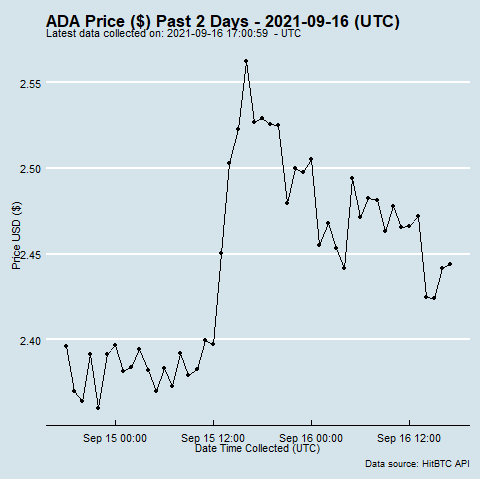 ADA Price ($) Past 2 Days - 2021-09-16 (UTC)
Latest data collected on: 2021-09-16 17:00:59 - UTC
2.55
2.50
2.45
2.40
Price USD ($)
Sep 15 00:00 Sep 15 12:00 Sep 16 00:00 Sep 16 12:00
Date Time Collected (UTC)
Data source: HitBTC API